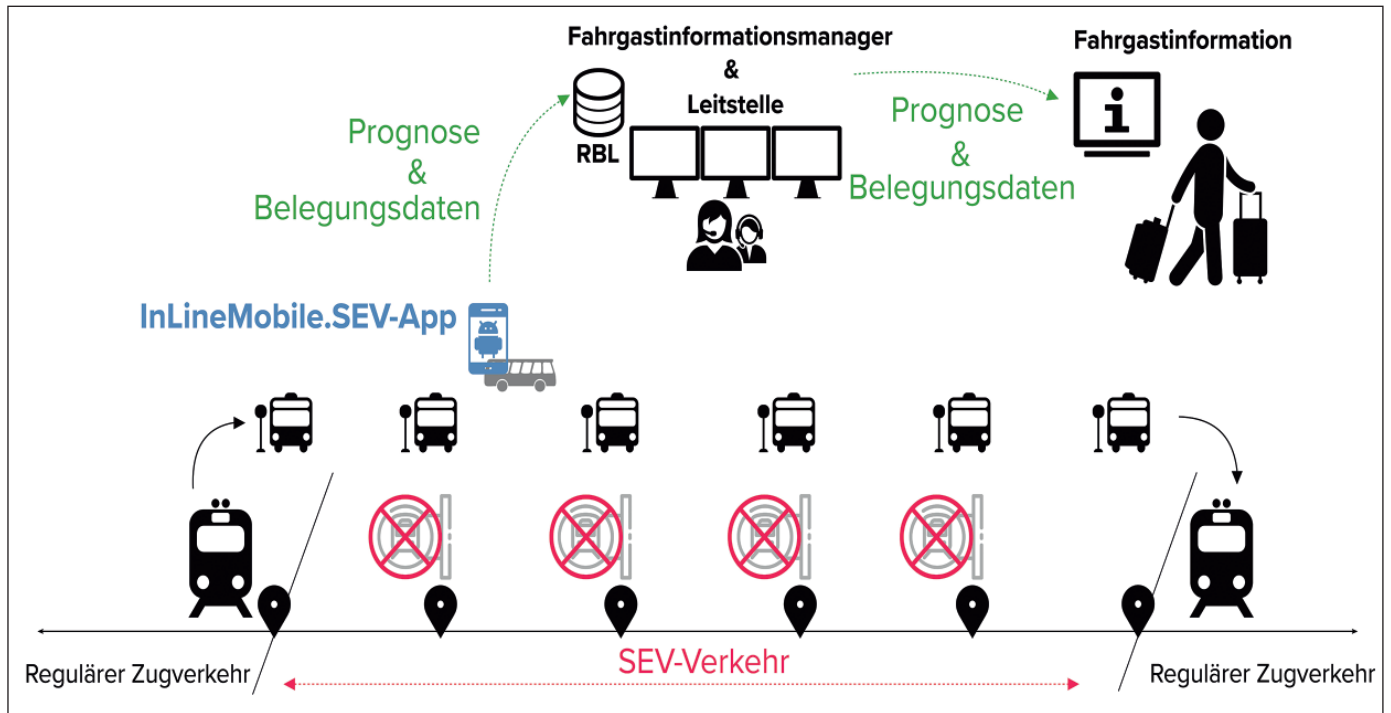 Fahrgastinformationsmanager
&
Leitstelle
Fahrgastinformation
RBL
Prognose
&
Belegungsdaten
Prognose
&
Belegungsdaten
i
InLineMobile.SEV-App
Regulärer Zugverkehr
SEV-Verkehr
Regulärer Zugverkehr